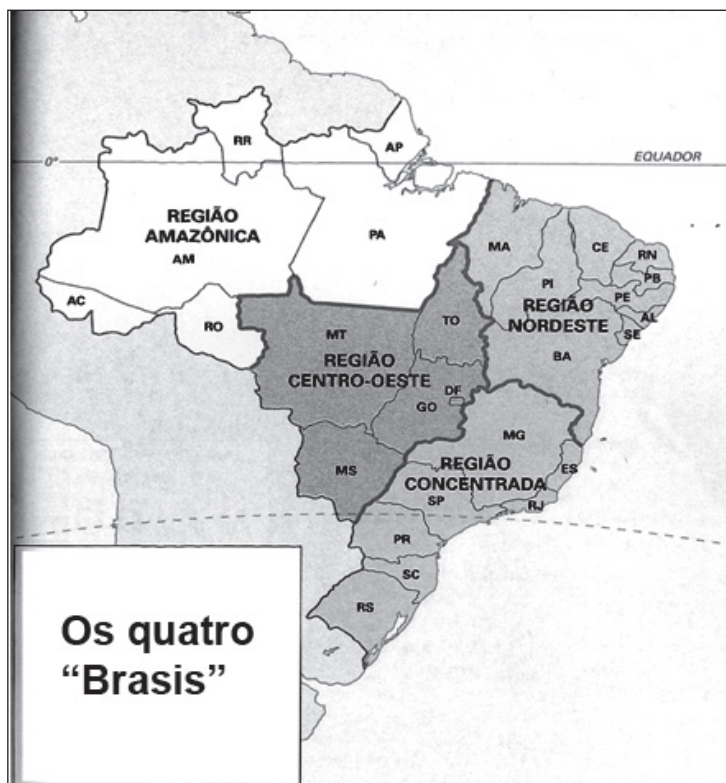 RR
AP
0°
EQUADOR
REGIÃO
AMAZÔNICA
AM
PA
MA
CE
RN
PB
PI
PE
AL
SE
REGIÃO
NORDESTE
AC
RO
MT
TO
BA
REGIÃO
CENTRO-OESTE
DF
GO
MG
MS
ES
REGIÃO
CONCENTRADA
SP
RJ
PR
SC
RS
Os quatro
“Brasis”